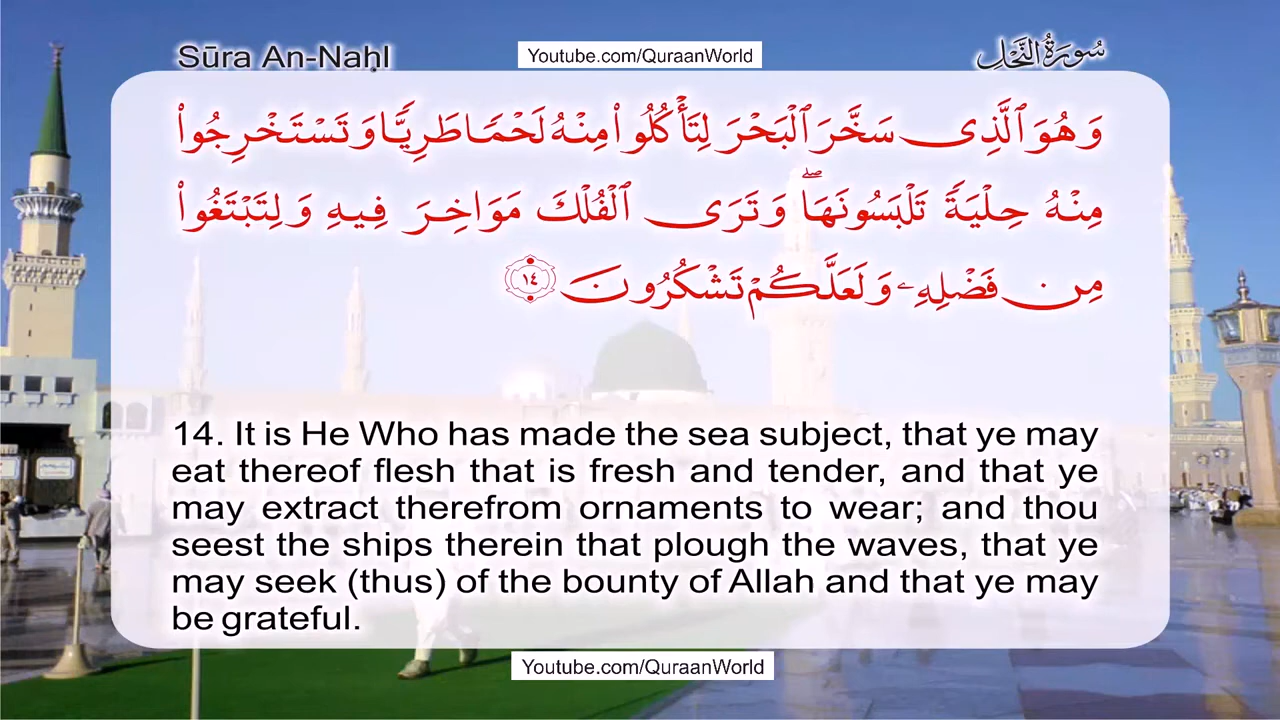 Sūra An-Naḥl
Youtube.com/QuraanWorld
سُورَةُ النَّحْلِ
وَهُوَ ٱلَّذِى سَخَّرَ ٱلْبَحْرَ لِتَأْكُلُوا۟ مِنْهُ لَحْمًا طَرِيًّا وَتَسْتَخْرِجُوا۟
مِنْهُ حِلْيَةً تَلْبَسُونَهَا ۖ وَتَرَى ٱلْفُلْكَ مَوَاخِرَ فِيهِ وَلِتَبْتَغُوا۟
مِن فَضْلِهِۦ وَلَعَلَّكُمْ تَشْكُرُونَ ١٤
14. It is He Who has made the sea subject, that ye may
eat thereof flesh that is fresh and tender, and that ye
may extract therefrom ornaments to wear; and thou
seest the ships therein that plough the waves, that ye
may seek (thus) of the bounty of Allah and that ye may
be grateful.
Youtube.com/QuraanWorld